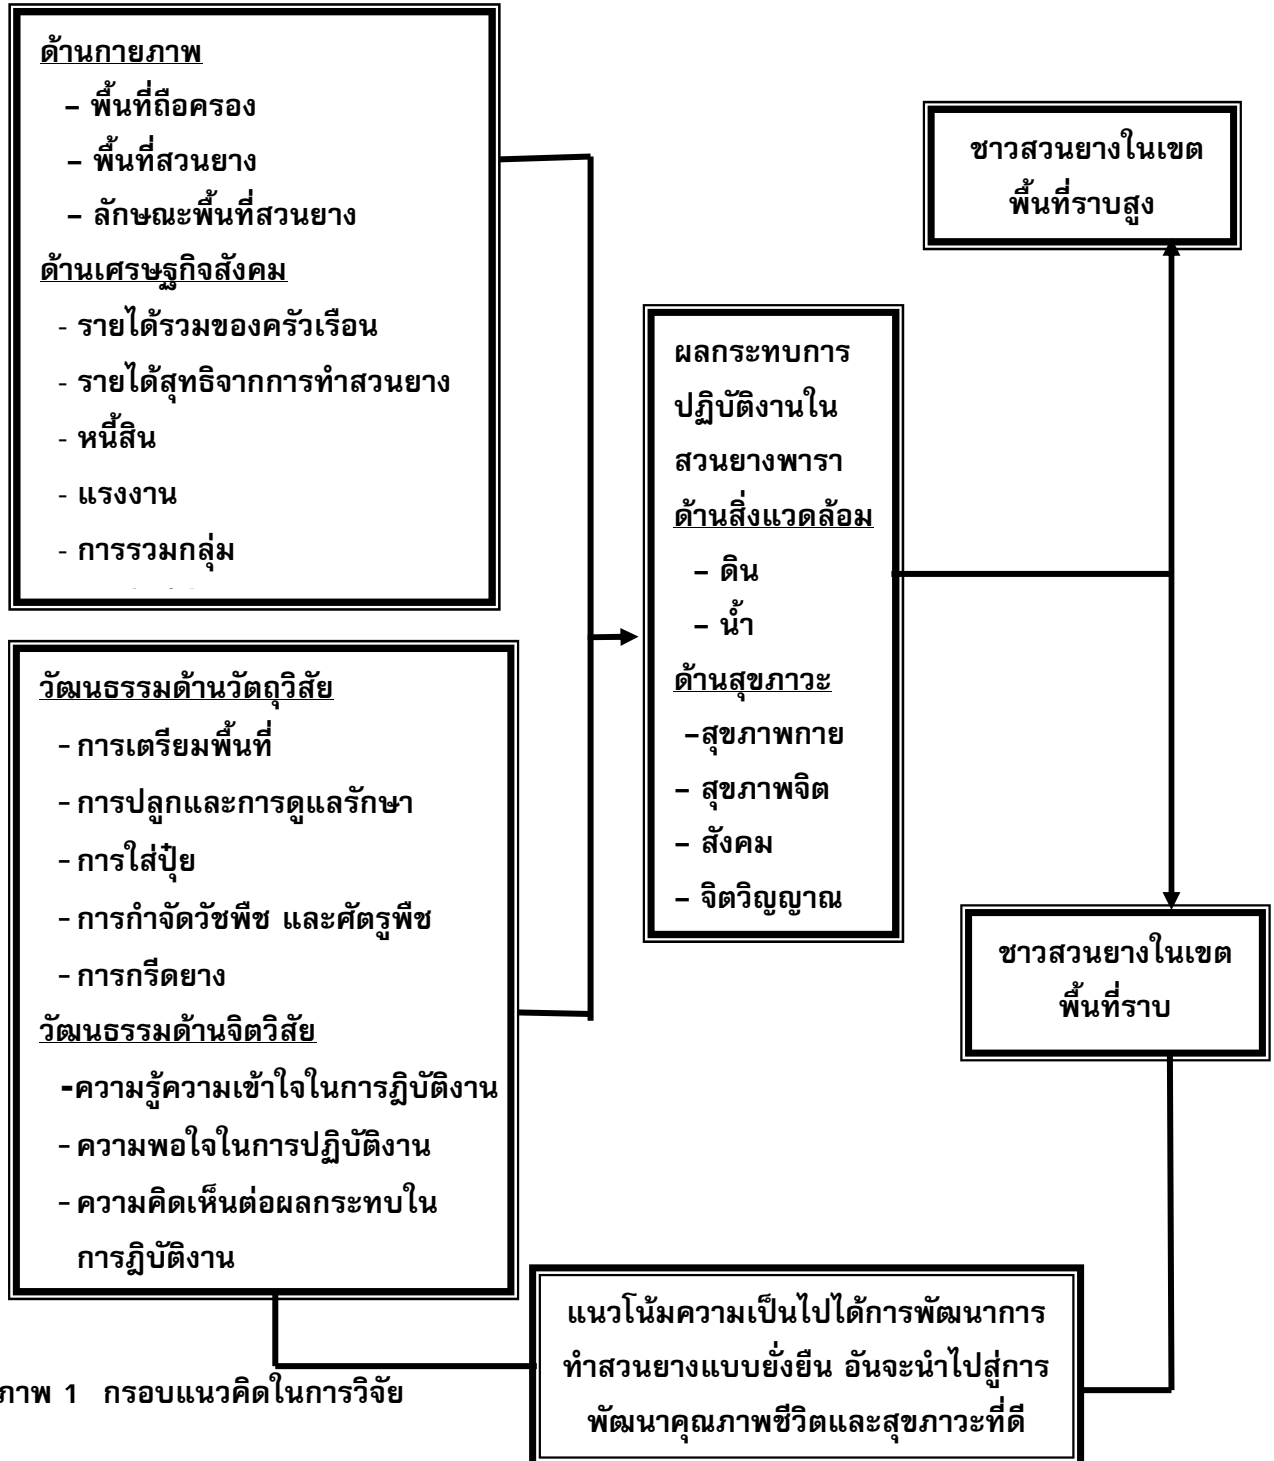 ด้านกายภาพ
– พื้นที่ถือครอง
– พื้นที่สวนยาง
– ลักษณะพื้นที่สวนยาง
ด้านเศรษฐกิจสังคม
- รายได้รวมของครัวเรือน
- รายได้สุทธิจากการทำสวนยาง
- หนี้สิน
- แรงงาน
- การรวมกลุ่ม
วัฒนธรรมด้านวัตถุวิสัย
- การเตรียมพื้นที่
- การปลูกและการดูแลรักษา
- การใส่ปุ๋ย
- การกำจัดวัชพืช และศัตรูพืช
- การกรีดยาง
วัฒนธรรมด้านจิตวิสัย
-ความรู้ความเข้าใจในการฎิบัติงาน
- ความพอใจในการปฏิบัติงาน
- ความคิดเห็นต่อผลกระทบใน
การฎิบัติงาน
ผลกระทบการ
ปฏิบัติงานใน
สวนยางพารา
ด้านสิ่งแวดล้อม
– ดิน
– น้ำ
ด้านสุขภาวะ
–สุขภาพกาย
– สุขภาพจิต
– สังคม
– จิตวิญญาณ
ชาวสวนยางในเขต
พื้นที่ราบสูง
ชาวสวนยางในเขต
พื้นที่ราบ
แนวโน้มความเป็นไปได้การพัฒนาการ
ทำสวนยางแบบยั่งยืน อันจะนำไปสู่การ
พัฒนาคุณภาพชีวิตและสุขภาวะที่ดี
ภาพ 1 กรอบแนวคิดในการวิจัย